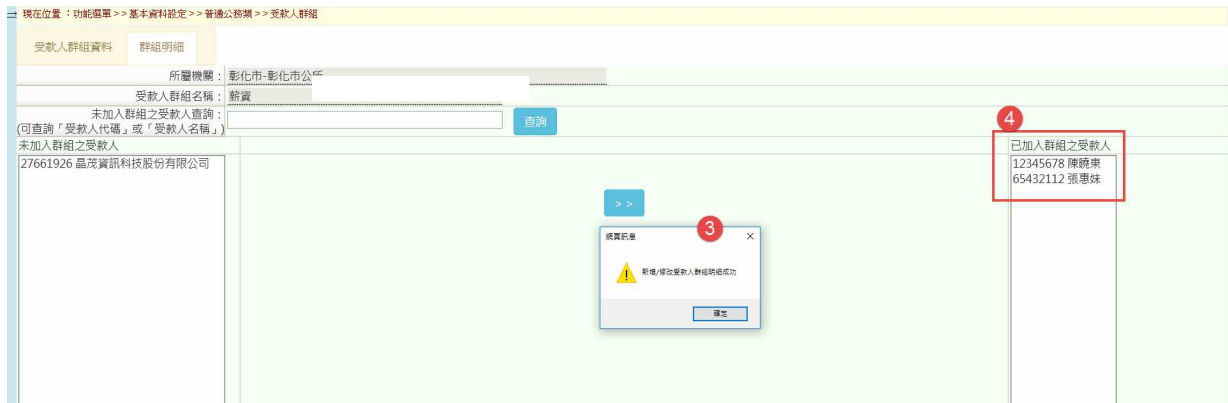 現在位置：功能選單>>基本資料設定>>普通公務類>>受款人群組
受款人群組資料 群組明細
所屬機關：彰化市-彰化市公所
受款人群組名稱：薪資
未加入群組之受款人查詢：
(可查詢「受款人代碼」或「受款人名稱」)
查詢
4
未加入群組之受款人 已加入群組之受款人
27661926 晶茂資訊科技股份有限公司
12345678 陳曉東
65432112 張惠妹
>>
3
網頁訊息
新增/修改受款人群組明細成功
確定